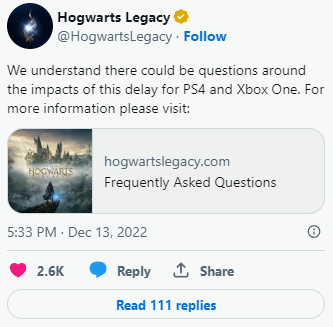 Hogwarts Legacy
@HogwartsLegacy · Follow
We understand there could be questions around
the impacts of this delay for PS4 and Xbox One. For
more information please visit:
HOGWARTS
hogwartslegacy.com
Frequently Asked Questions
5:33 PM · Dec 13, 2022
2.6K Reply Share
Read 111 replies